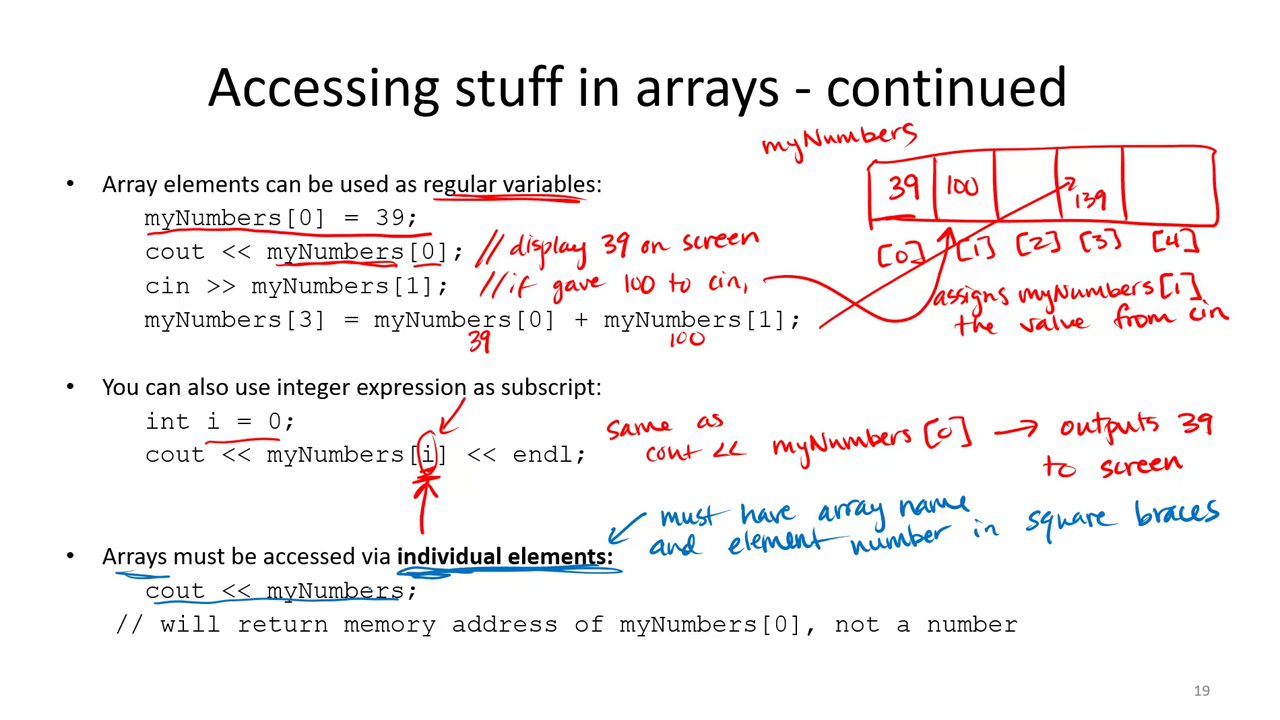 Accessing stuff in arrays - continued
myNumbers
• Array elements can be used as regular variables:
39 100 139
myNumbers[0] = 39;
cout << myNumbers[0]; // display 39 on screen
[0] [1] [2] [3] [4]
cin >> myNumbers[1]; // if gave 100 to cin,
assigns myNumbers[1]
the value from cin
myNumbers[3] = myNumbers[0] + myNumbers[1];
39 100
• You can also use integer expression as subscript:
int i = 0;
cout << myNumbers[i] << endl;
same as
cout << myNumbers[0] → outputs 39
to screen
must have array name
and element number in square braces
• Arrays must be accessed via individual elements:
cout << myNumbers;
// will return memory address of myNumbers[0], not a number
19